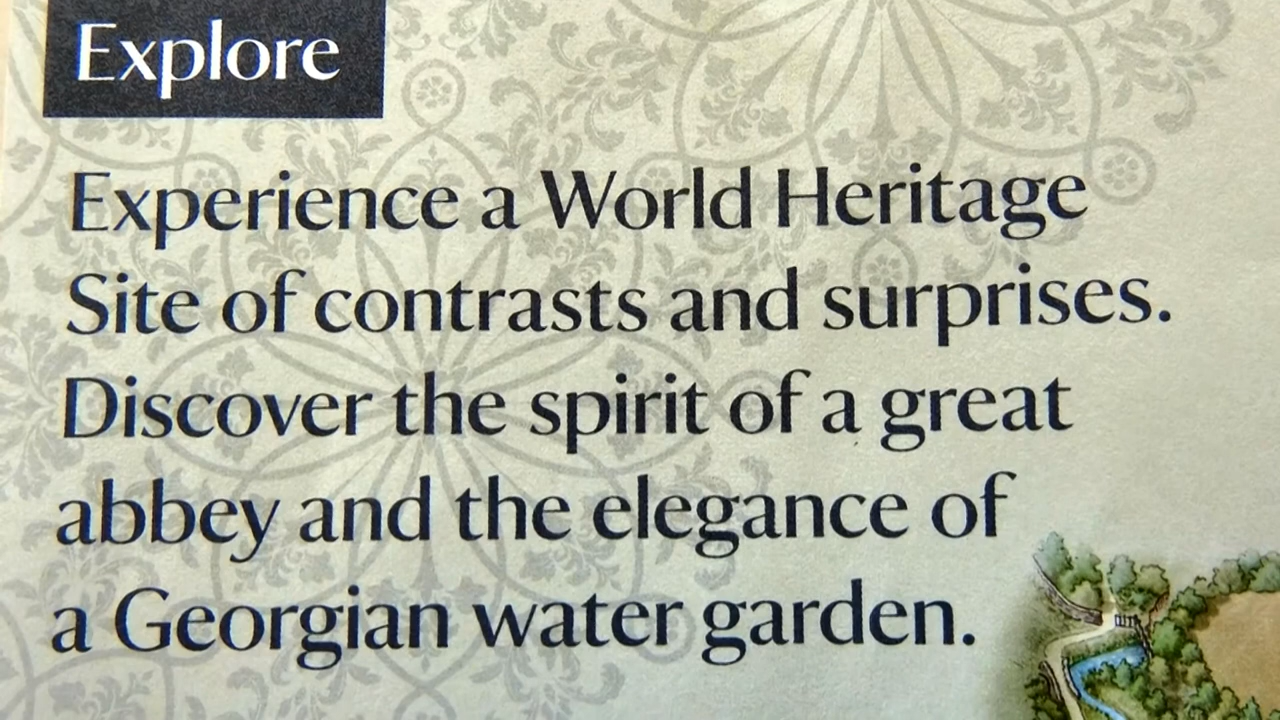 Explore
Experience a World Heritage
Site of contrasts and surprises.
Discover the spirit of a great
abbey and the elegance of
a Georgian water garden.